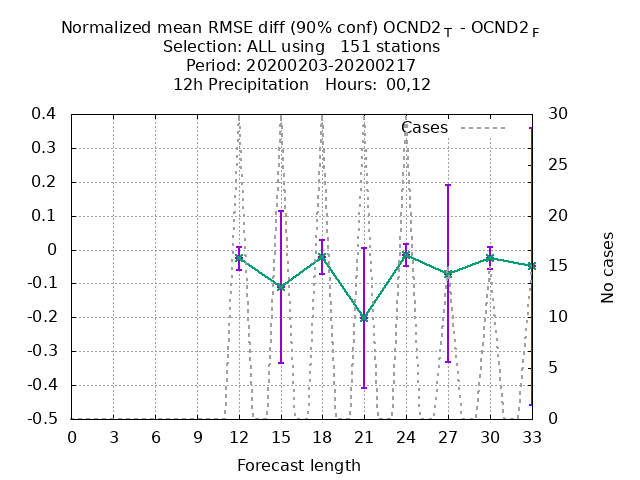 Normalized mean RMSE diff (90% conf) OCND2 T - OCND2 F
Selection: ALL using 151 stations
Period: 20200203-20200217
12h Precipitation Hours: 00,12
Cases
0.4
0.3
0.2
0.1
0
-0.1
-0.2
-0.3
-0.4
-0.5
30
25
20
15
10
5
0
No cases
0 3 6 9 12 15 18 21 24 27 30 33
Forecast length